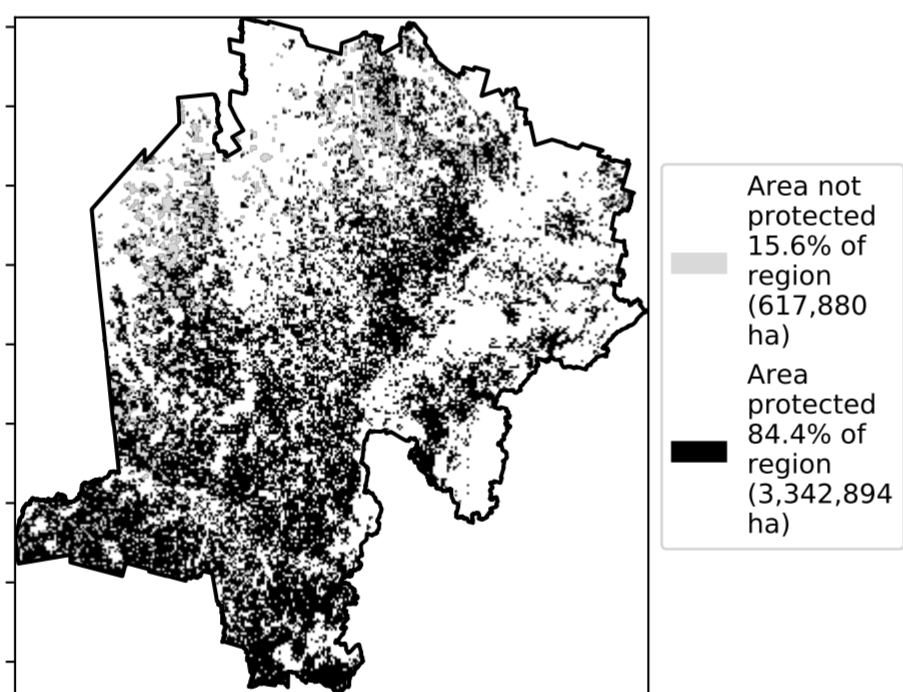 Area not
protected
15.6% of
region
(617,880
ha)
Area
protected
84.4% of
region
(3,342,894
ha)